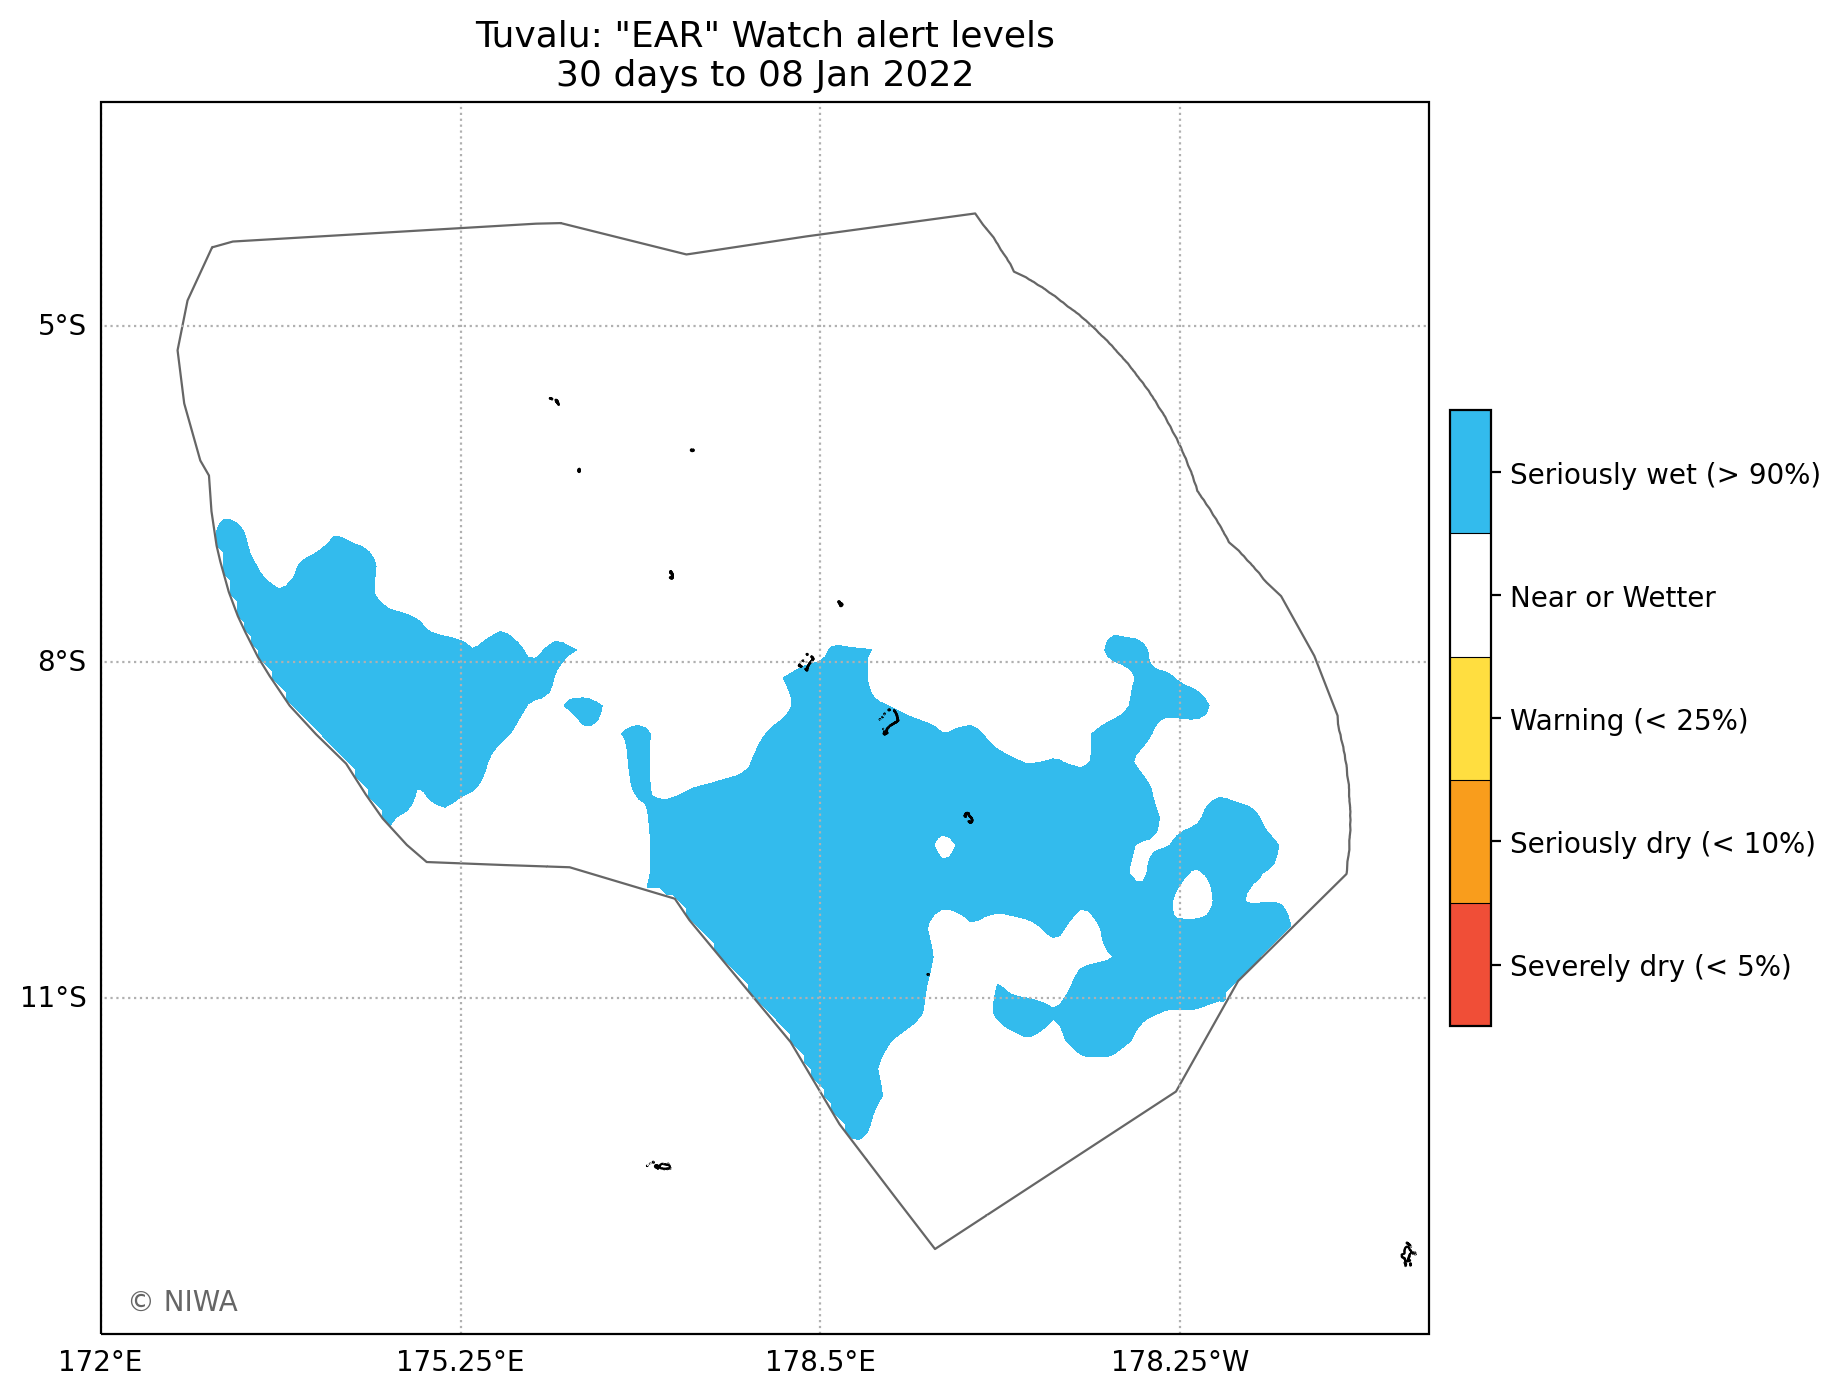 Tuvalu: "EAR" Watch alert levels
30 days to 08 Jan 2022
5°S
8°S
11°S
172°E
175.25°E
178.5°E
178.25°W
© NIWA
Seriously wet (> 90%)
Near or Wetter
Warning (< 25%)
Seriously dry (< 10%)
Severely dry (< 5%)